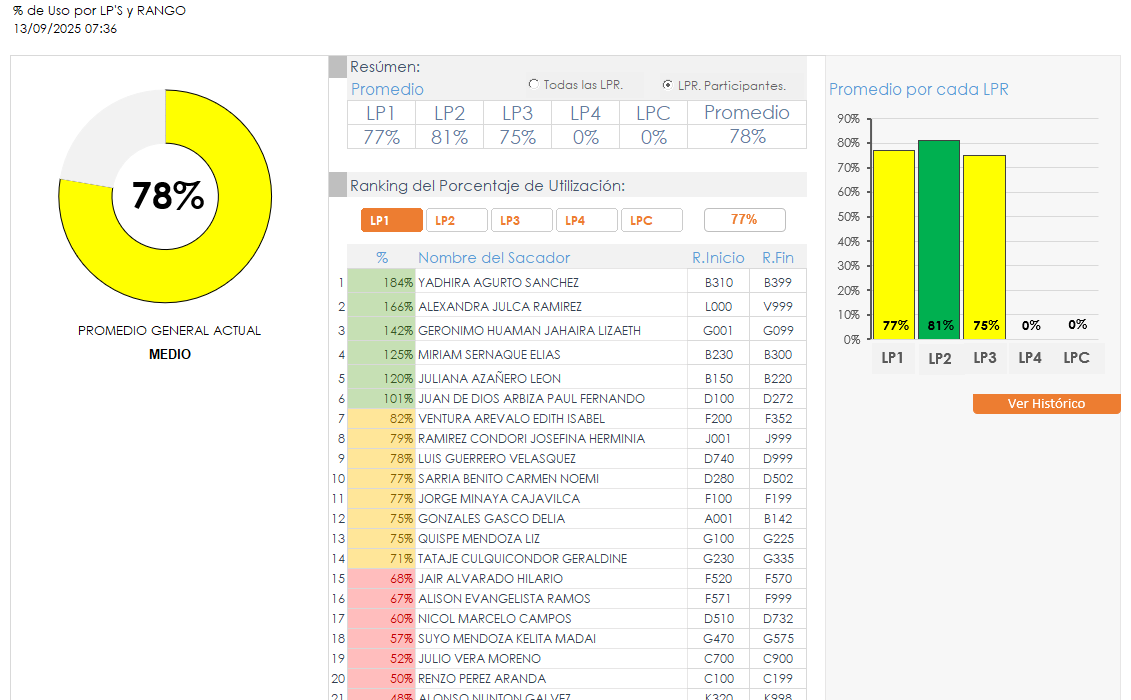 % de Uso por LP'S y RANGO
13/09/2025 07:36
78%
PROMEDIO GENERAL ACTUAL
MEDIO
Resúmen:
Promedio
Todas las LPR.
LPR. Participantes.
LP1 LP2 LP3 LP4 LPC Promedio
77% 81% 75% 0% 0% 78%
Ranking del Porcentaje de Utilización:
LP1 LP2 LP3 LP4 LPC 77%
% Nombre del Sacador R.Inicio R.Fin
1 184% YADHIRA AGURTO SANCHEZ B310 B399
2 166% ALEXANDRA JULCA RAMIREZ L000 V999
3 142% GERONIMO HUAMAN JAHAIRA LIZAETH G001 G099
4 125% MIRIAM SERNAQUE ELIAS B230 B300
5 120% JULIANA AZAÑERO LEON B150 B220
6 101% JUAN DE DIOS ARBIZA PAUL FERNANDO D100 D272
7 82% VENTURA AREVALO EDITH ISABEL F200 F352
8 79% RAMIREZ CONDORI JOSEFINA HERMINIA J001 J999
9 78% LUIS GUERRERO VELASQUEZ D740 D999
10 77% SARRIA BENITO CARMEN NOEMI D280 D502
11 77% JORGE MINAYA CAJAVILCA F100 F199
12 75% GONZALES GASCO DELIA A001 B142
13 75% QUISPE MENDOZA LIZ G100 G225
14 71% TATAJE CULQUICONDOR GERALDINE G230 G335
15 68% JAIR ALVARADO HILARIO F520 F570
16 67% ALISON EVANGELISTA RAMOS F571 F999
17 60% NICOL MARCELO CAMPOS D510 D732
18 57% SUYO MENDOZA KELITA MADAI G470 G575
19 52% JULIO VERA MORENO C700 C900
20 50% RENZO PEREZ ARANDA C100 C199
21 48% ALONSO NUNTON GALVEZ K320 K998
Promedio por cada LPR
90%
80%
70%
60%
50%
40%
30%
20%
10%
0%
77% 81% 75% 0% 0%
LP1 LP2 LP3 LP4 LPC
Ver Histórico